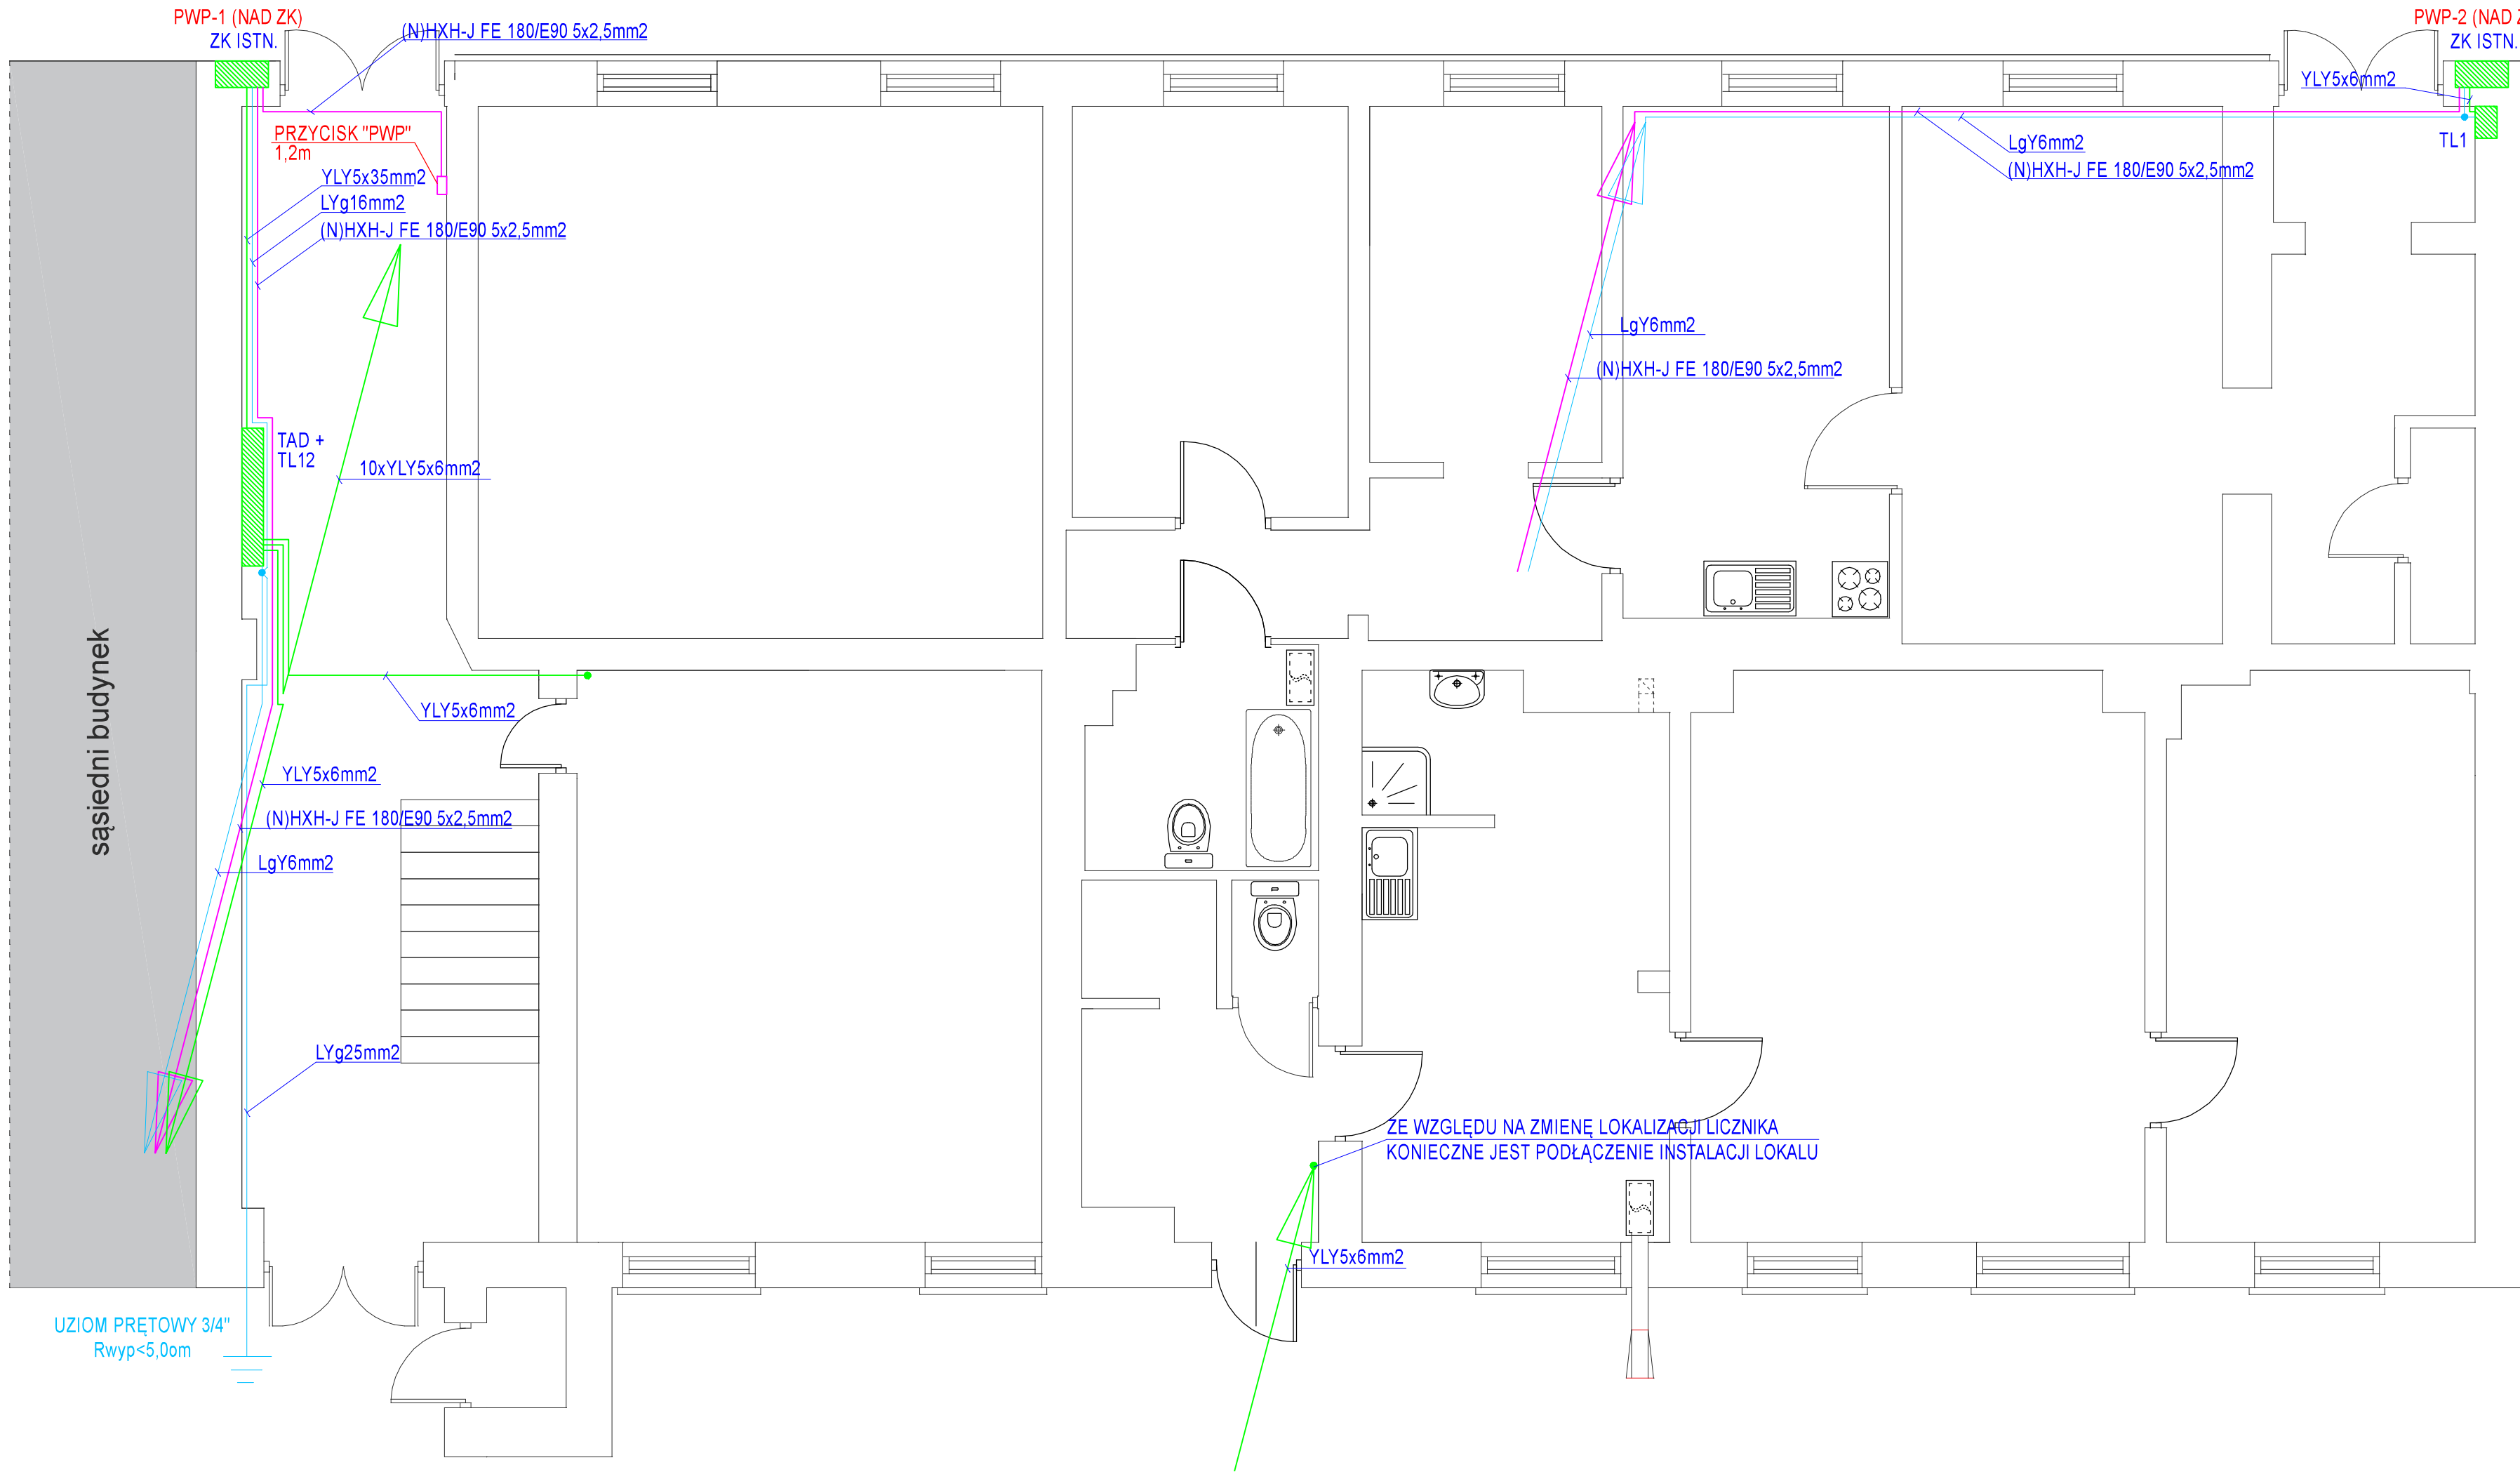 PWP-1 (NAD ZK)
ZK ISTN.
(N)HXH-J FE 180/E90 5x2,5mm2
PWP-2 (NAD
ZK ISTN.
YLY5x6mm2
TL1
LgY6mm2
(N)HXH-J FE 180/E90 5x2,5mm2
PRZYCISK "PWP"
1,2m
YLY5x35mm2
LYg16mm2
(N)HXH-J FE 180/E90 5x2,5mm2
LgY6mm2
(N)HXH-J FE 180/E90 5x2,5mm2
TAD +
TL12
10xYLY5x6mm2
sąsiedni budynek
YLY5x6mm2
YLY5x6mm2
(N)HXH-J FE 180/E90 5x2,5mm2
LgY6mm2
LYg25mm2
ZE WZGLĘDU NA ZMIENĘ LOKALIZACJI LICZNIKA
KONIECZNE JEST PODŁĄCZENIE INSTALACJI LOKALU
YLY5x6mm2
UZIOM PRĘTOWY 3/4"
Rwyp<5,0om